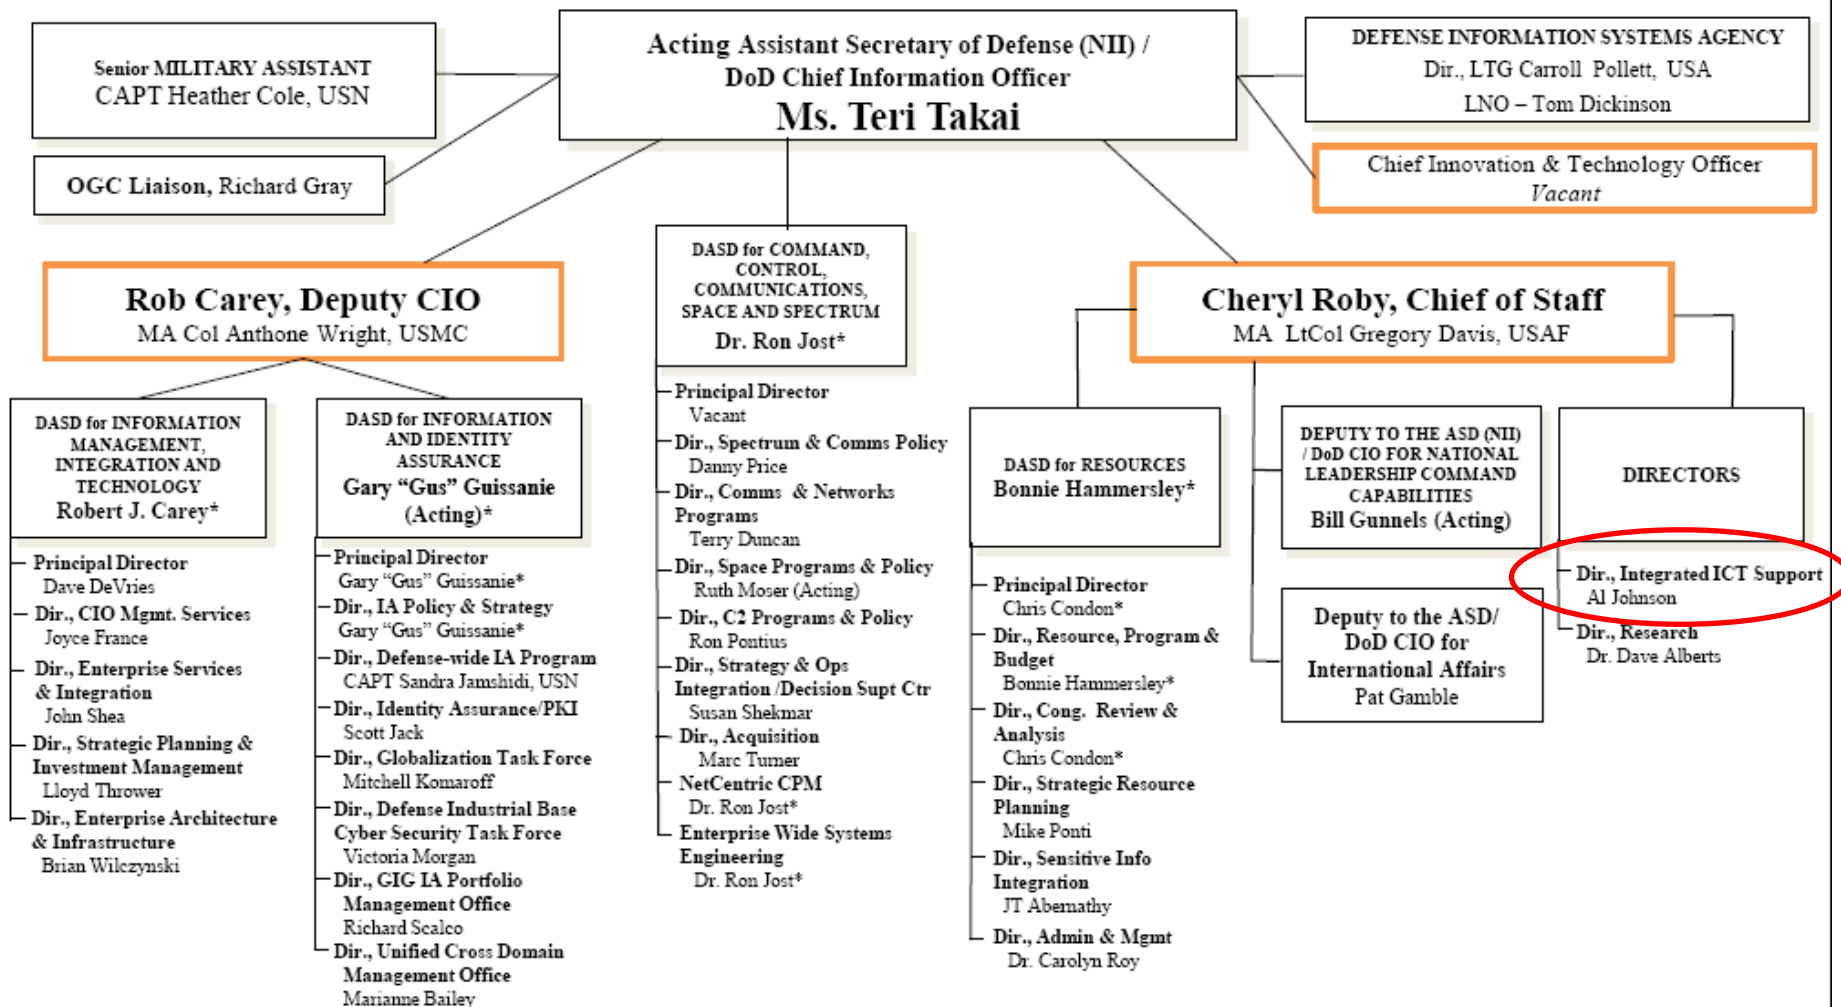 Acting Assistant Secretary of Defense (NII) /
DoD Chief Information Officer
Ms. Teri Takai
Senior MILITARY ASSISTANT
CAPT Heather Cole, USN
OGC Liaison, Richard Gray
DEFENSE INFORMATION SYSTEMS AGENCY
Dir., LTG Carroll Pollett, USA
LNO – Tom Dickinson
Chief Innovation & Technology Officer
Vacant
Rob Carey, Deputy CIO
MA Col Anthone Wright, USMC
DASD for INFORMATION
MANAGEMENT,
INTEGRATION AND
TECHNOLOGY
Robert J. Carey*
Principal Director
Dave DeVries
Dir., CIO Mgmt. Services
Joyce France
Dir., Enterprise Services
& Integration
John Shea
Dir., Strategic Planning &
Investment Management
Lloyd Thrower
Dir., Enterprise Architecture
& Infrastructure
Brian Wilczynski
DASD for INFORMATION
AND IDENTITY
ASSURANCE
Gary “Gus” Guissanie
(Acting)*
Principal Director
Gary “Gus” Guissanie*
Dir., IA Policy & Strategy
Gary “Gus” Guissanie*
Dir., Defense-wide IA Program
CAPT Sandra Jamshidi, USN
Dir., Identity Assurance/PKI
Scott Jack
Dir., Globalization Task Force
Mitchell Komaroff
Dir., Defense Industrial Base
Cyber Security Task Force
Victoria Morgan
Dir., GIG IA Portfolio
Management Office
Richard Scalco
Dir., Unified Cross Domain
Management Office
Marianne Bailey
DASD for COMMAND,
CONTROL,
COMMUNICATIONS,
SPACE AND SPECTRUM
Dr. Ron Jost*
Principal Director
Vacant
Dir., Spectrum & Comms Policy
Danny Price
Dir., Comms & Networks
Programs
Terry Duncan
Dir., Space Programs & Policy
Ruth Moser (Acting)
Dir., C2 Programs & Policy
Ron Pontius
Dir., Strategy & Ops
Integration /Decision Supt Ctr
Susan Shekmar
Dir., Acquisition
Marc Turner
NetCentric CPM
Dr. Ron Jost*
Enterprise Wide Systems
Engineering
Dr. Ron Jost*
Cheryl Roby, Chief of Staff
MA LtCol Gregory Davis, USAF
DASD for RESOURCES
Bonnie Hammersley*
Principal Director
Chris Condon*
Dir., Resource, Program &
Budget
Bonnie Hammersley*
Dir., Cong. Review &
Analysis
Chris Condon*
Dir., Strategic Resource
Planning
Mike Ponti
Dir., Sensitive Info
Integration
JT Abernathy
Dir., Admin & Mgmt
Dr. Carolyn Roy
DEPUTY TO THE ASD (NII)
/ DoD CIO FOR NATIONAL
LEADERSHIP COMMAND
CAPABILITIES
Bill Gunnels (Acting)
Deputy to the ASD/
DoD CIO for
International Affairs
Pat Gamble
DIRECTORS
Dir., Integrated ICT Support
Al Johnson
Dir., Research
Dr. Dave Alberts